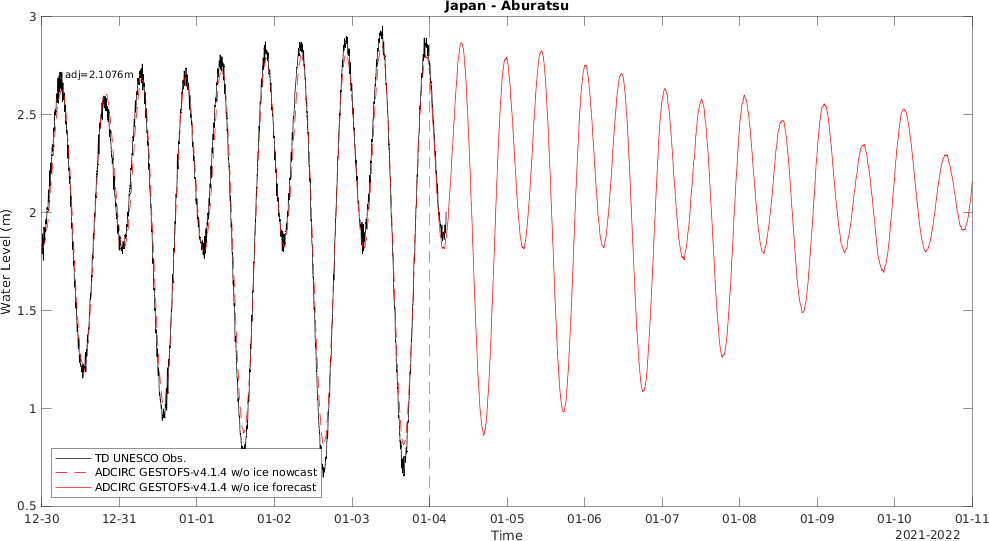 Japan - Aburatsu
adj=2.1076m
Water Level (m)
3
2.5
2
1.5
1
0.5
TD UNESCO Obs.
ADCIRC GESTOFS-v4.1.4 w/o ice nowcast
ADCIRC GESTOFS-v4.1.4 w/o ice forecast
12-30 12-31 01-01 01-02 01-03 01-04 01-05 01-06 01-07 01-08 01-09 01-10 01-11
Time
2021-2022